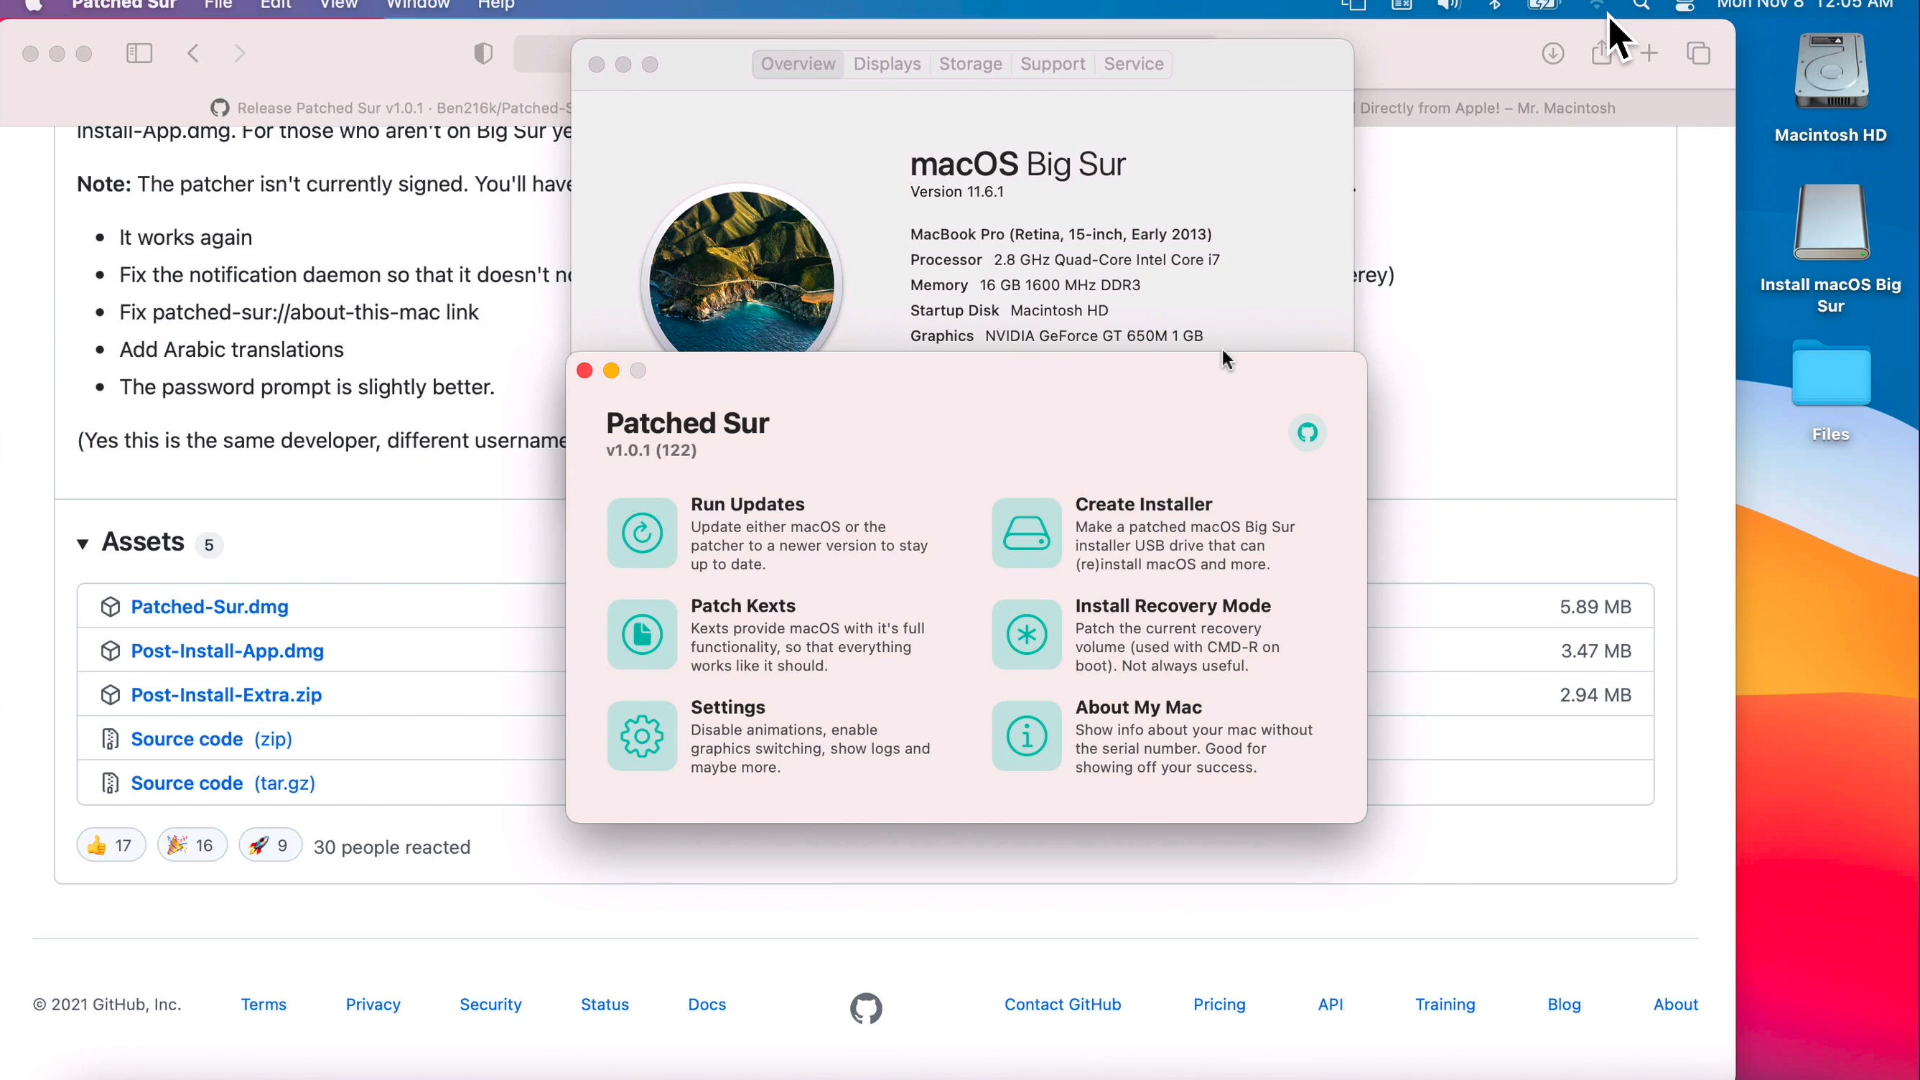 Patched Sur File Edit View Window Help
Mon Nov 8 12:05 AM
Release Patched Sur v1.0.1 · Ben216k/Patched-S
Directly from Apple! – Mr. Macintosh
Install-App.dmg. For those who aren't on Big Sur ye
Note: The patcher isn't currently signed. You'll have
It works again
Fix the notification daemon so that it doesn't n
erey)
Fix patched-sur://about-this-mac link
Add Arabic translations
The password prompt is slightly better.
(Yes this is the same developer, different username
Assets 5
Patched-Sur.dmg
5.89 MB
Post-Install-App.dmg
3.47 MB
Post-Install-Extra.zip
2.94 MB
Source code (zip)
Source code (tar.gz)
17 16 9 30 people reacted
© 2021 GitHub, Inc. Terms Privacy Security Status Docs Contact GitHub Pricing API Training Blog About
Overview Displays Storage Support Service
macOS Big Sur
Version 11.6.1
MacBook Pro (Retina, 15-inch, Early 2013)
Processor 2.8 GHz Quad-Core Intel Core i7
Memory 16 GB 1600 MHz DDR3
Startup Disk Macintosh HD
Graphics NVIDIA GeForce GT 650M 1 GB
Patched Sur
v1.0.1 (122)
Run Updates
Update either macOS or the
patcher to a newer version to stay
up to date.
Create Installer
Make a patched macOS Big Sur
installer USB drive that can
(re)install macOS and more.
Patch Kexts
Kexts provide macOS with it's full
functionality, so that everything
works like it should.
Install Recovery Mode
Patch the current recovery
volume (used with CMD-R on
boot). Not always useful.
Settings
Disable animations, enable
graphics switching, show logs and
maybe more.
About My Mac
Show info about your mac without
the serial number. Good for
showing off your success.
Macintosh HD
Install macOS Big
Sur
Files